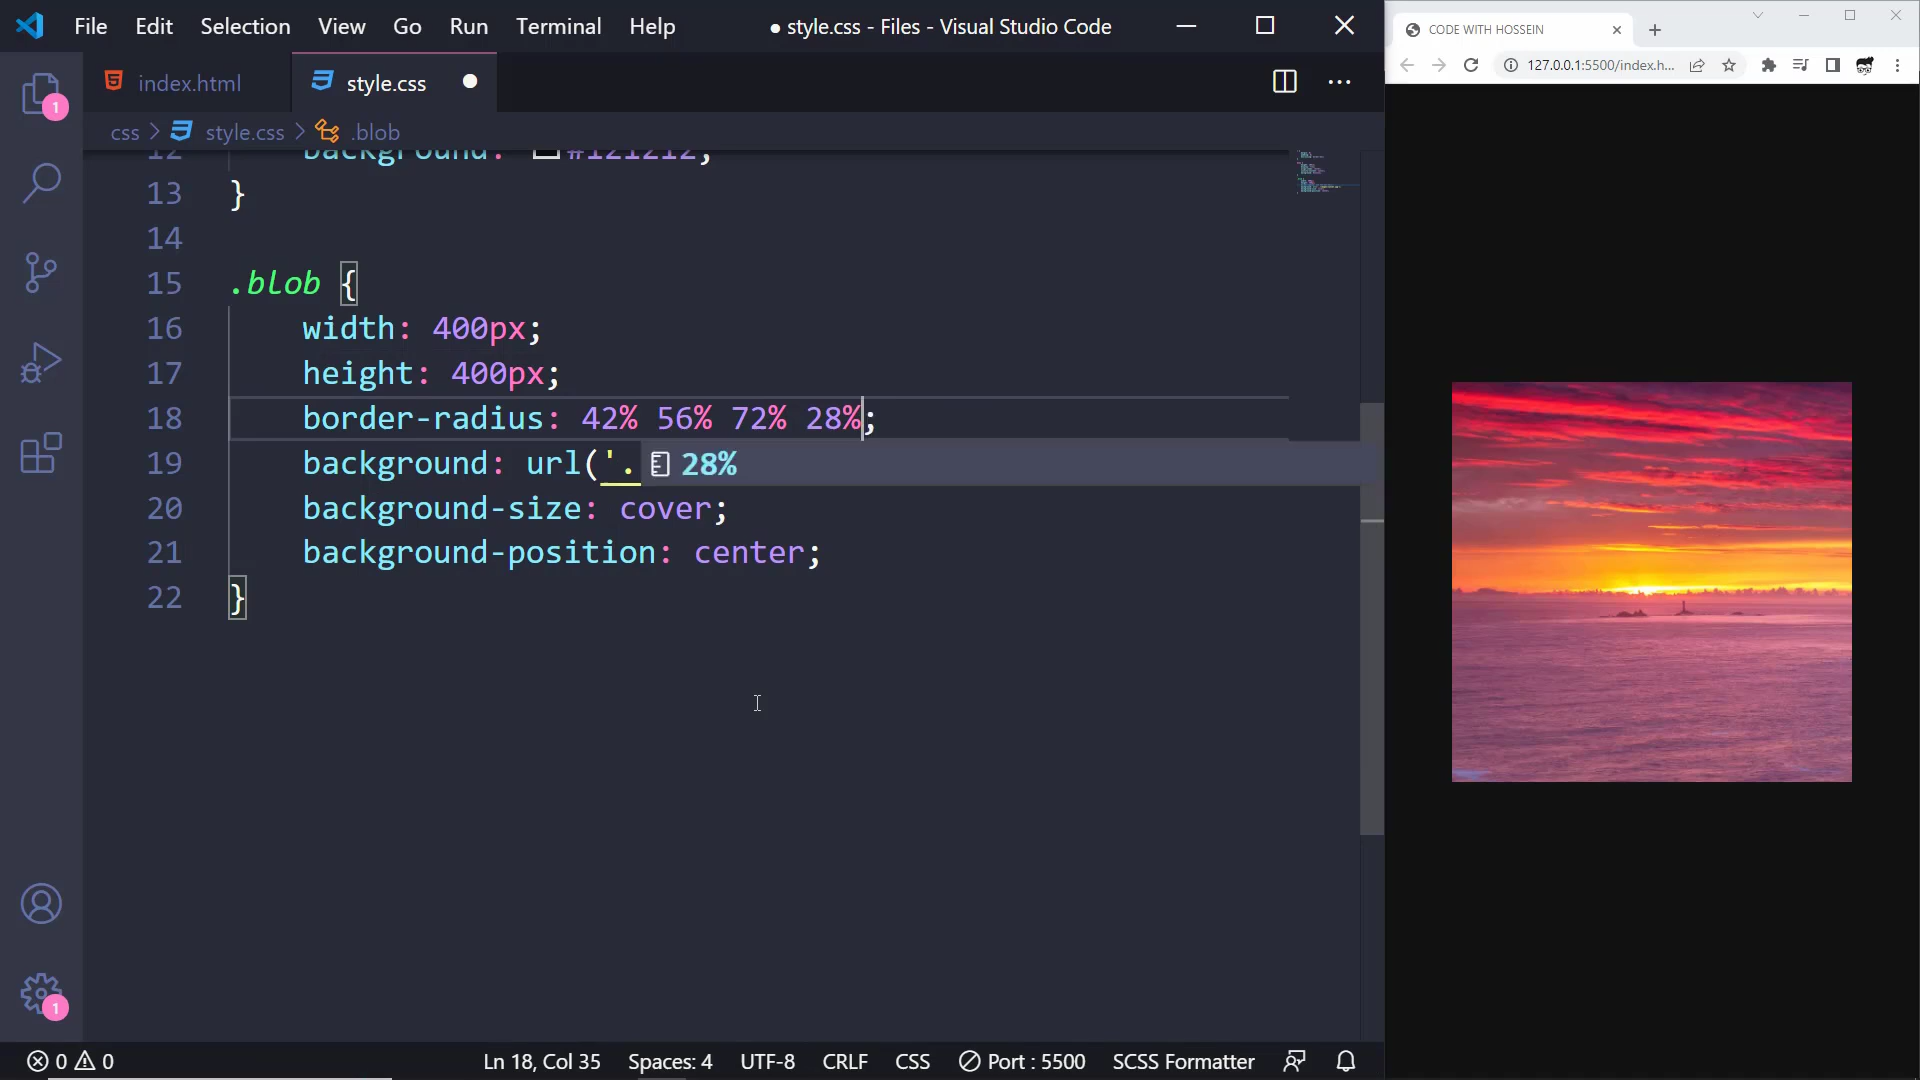 File Edit Selection View Go Run Terminal Help ● style.css - Files - Visual Studio Code
CODE WITH HOSSEIN
127.0.0.1:5500/index.h...
index.html style.css
css > style.css > .blob
1
12 background: #121212;
13 }
14
15 .blob {
16 width: 400px;
17 height: 400px;
18 border-radius: 42% 56% 72% 28%;
19 background: url('. 28%
20 background-size: cover;
21 background-position: center;
22 }
1
0 0 Ln 18, Col 35 Spaces: 4 UTF-8 CRLF CSS Port : 5500 SCSS Formatter